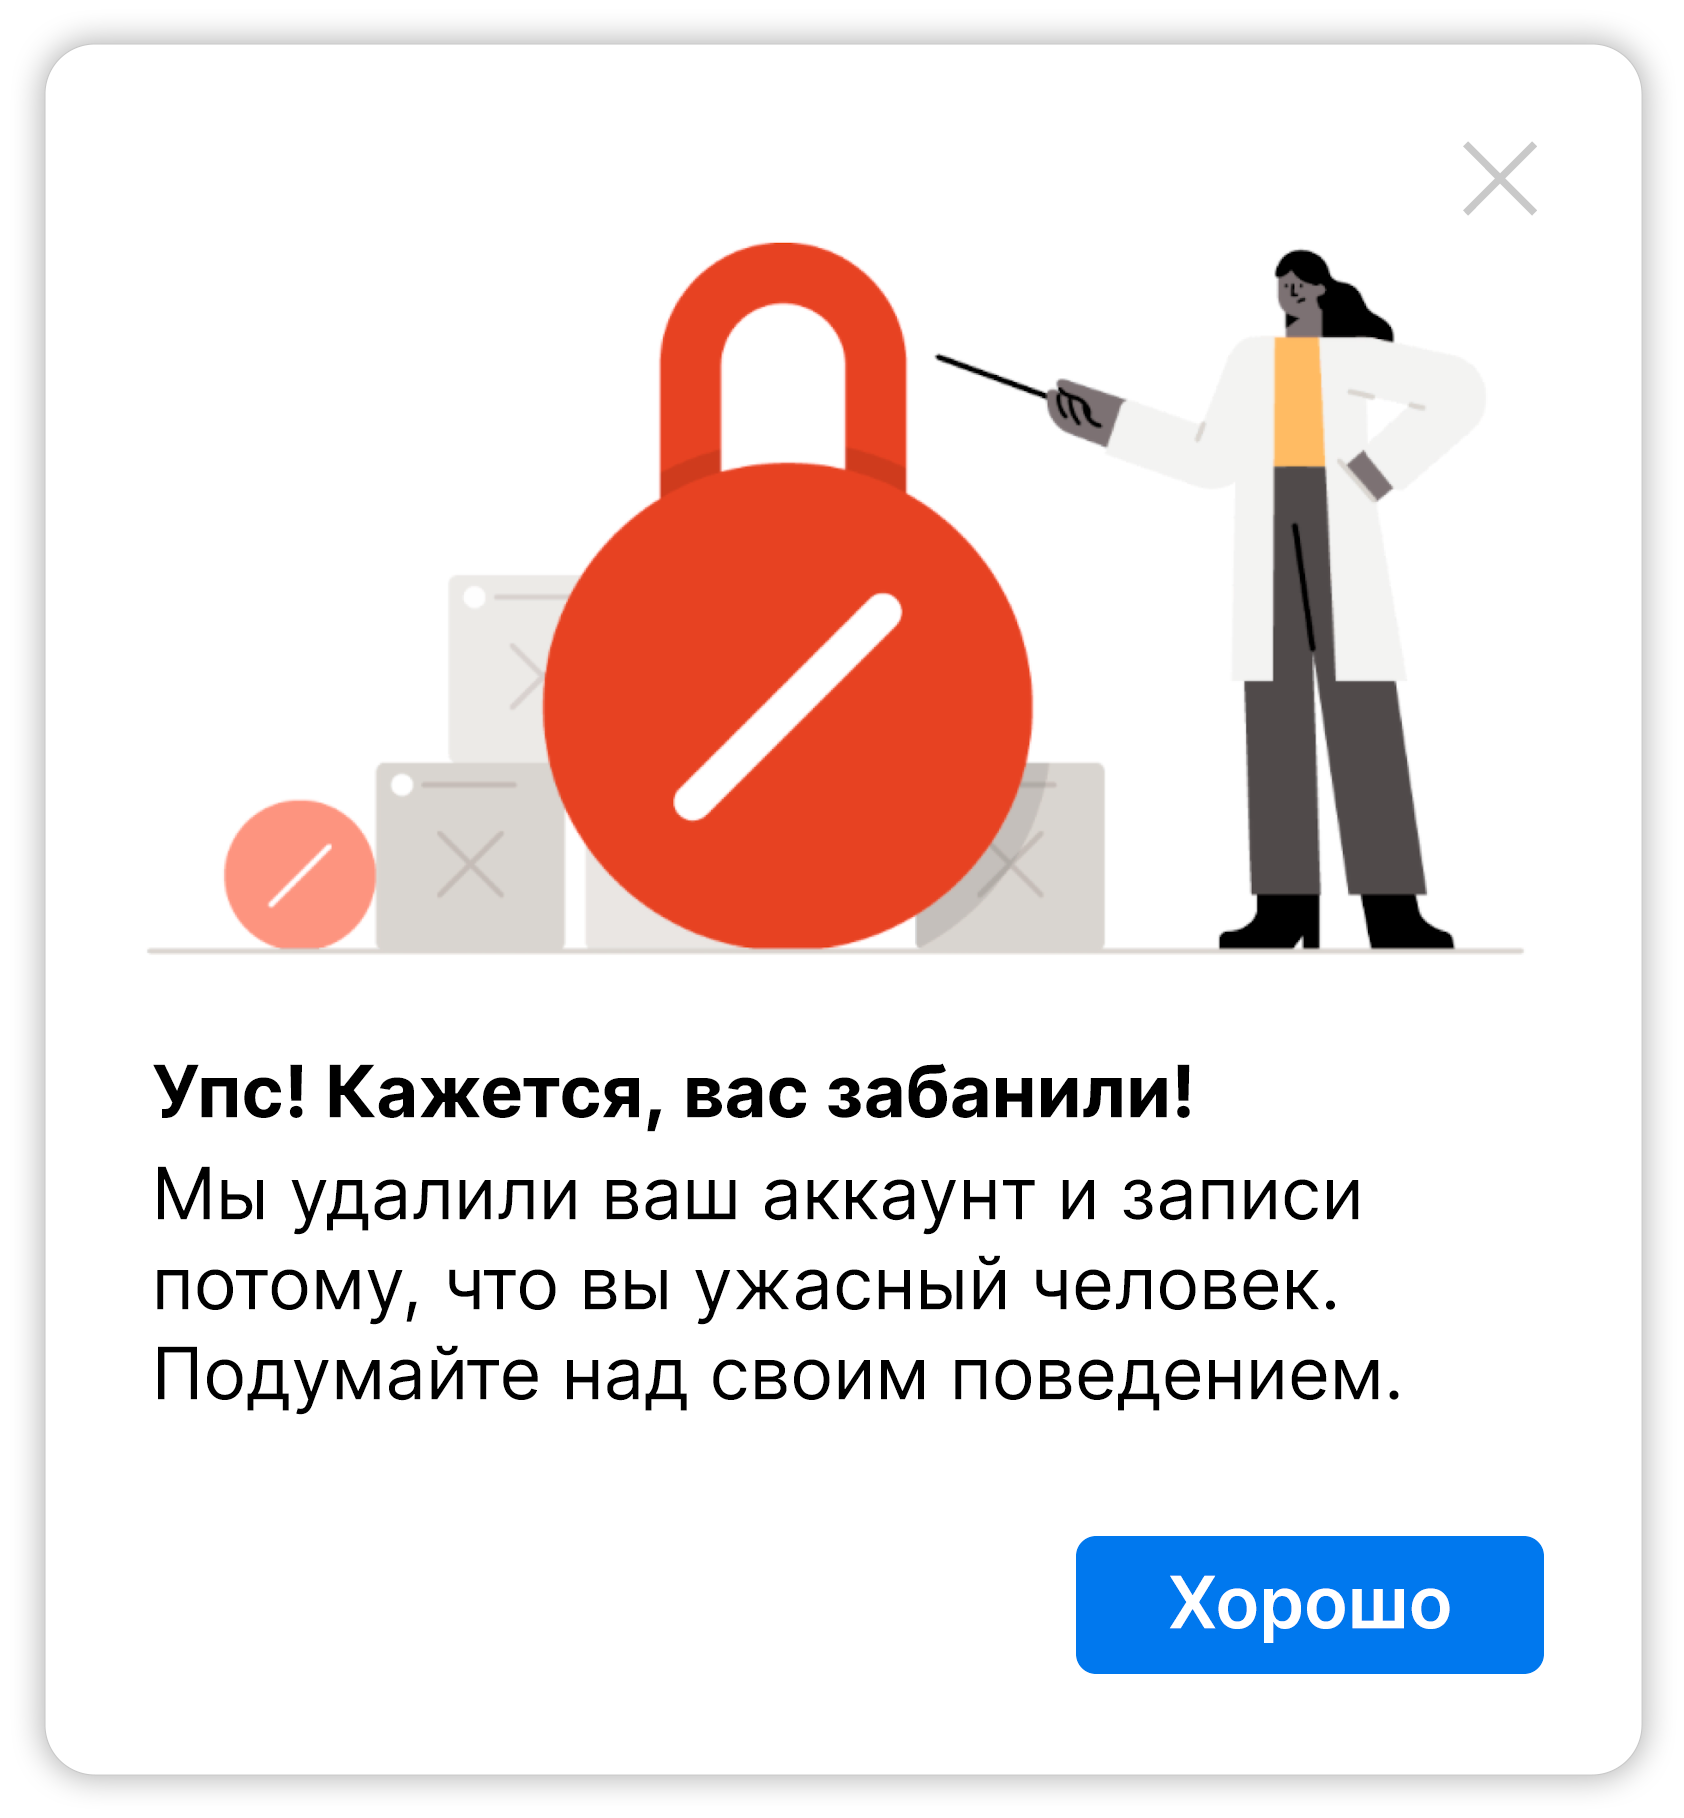 Упс! Кажется, вас забанили!
Мы удалили ваш аккаунт и записи
потому, что вы ужасный человек.
Подумайте над своим поведением.
Хорошо